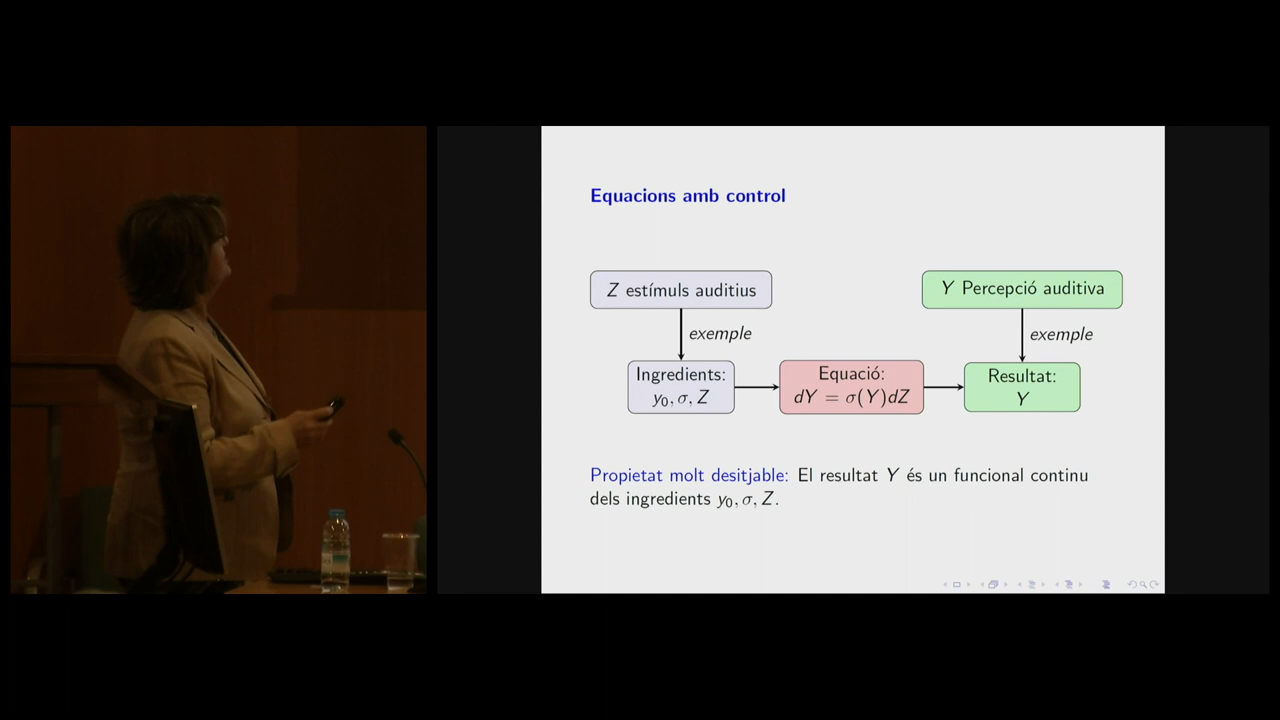 Equacions amb control
Z estímuls auditius
Y Percepció auditiva
exemple
exemple
Ingredients:
y₀, σ, Z
Equació:
dY = σ(Y)dZ
Resultat:
Y
Propietat molt desitjable: El resultat Y és un funcional continu
dels ingredients y₀, σ, Z.